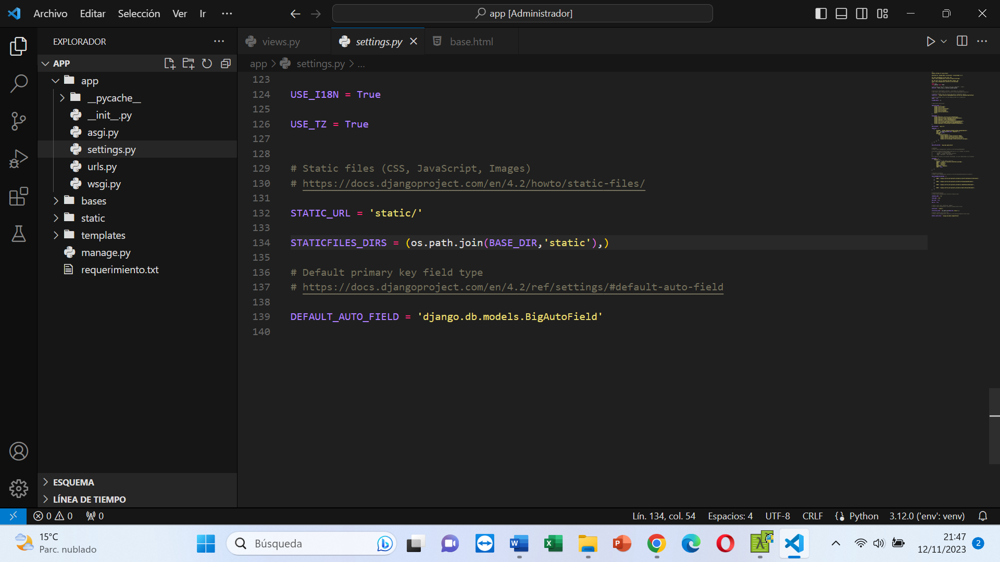 Archivo Editar Selección Ver Ir ...
app [Administrador]
EXPLORADOR
APP
app
__pycache__
__init__.py
asgi.py
settings.py
urls.py
wsgi.py
bases
static
templates
manage.py
requerimiento.txt
ESQUEMA
LÍNEA DE TIEMPO
views.py settings.py base.html
app > settings.py > ...
123
124 USE_I18N = True
125
126 USE_TZ = True
127
128
129 # Static files (CSS, JavaScript, Images)
130 # https://docs.djangoproject.com/en/4.2/howto/static-files/
131
132 STATIC_URL = 'static/'
133
134 STATICFILES_DIRS = (os.path.join(BASE_DIR,'static'),)
135
136 # Default primary key field type
137 # https://docs.djangoproject.com/en/4.2/ref/settings/#default-auto-field
138
139 DEFAULT_AUTO_FIELD = 'django.db.models.BigAutoField'
140
0 0 0 Lín. 134, col. 54 Espacios: 4 UTF-8 CRLF Python 3.12.0 ('env': venv)
15°C
Parc. nublado
Búsqueda
21:47
12/11/2023
2